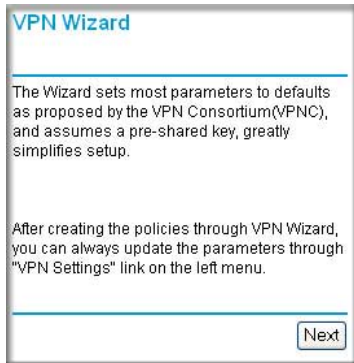 VPN Wizard
The Wizard sets most parameters to defaults
as proposed by the VPN Consortium(VPNC),
and assumes a pre-shared key, greatly
simplifies setup.
After creating the policies through VPN Wizard,
you can always update the parameters through
"VPN Settings" link on the left menu.
Next